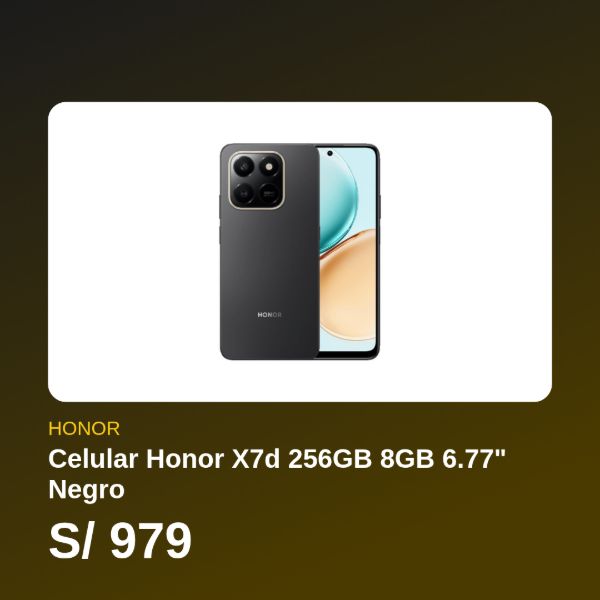 HONOR
HONOR
Celular Honor X7d 256GB 8GB 6.77"
Negro
S/ 979